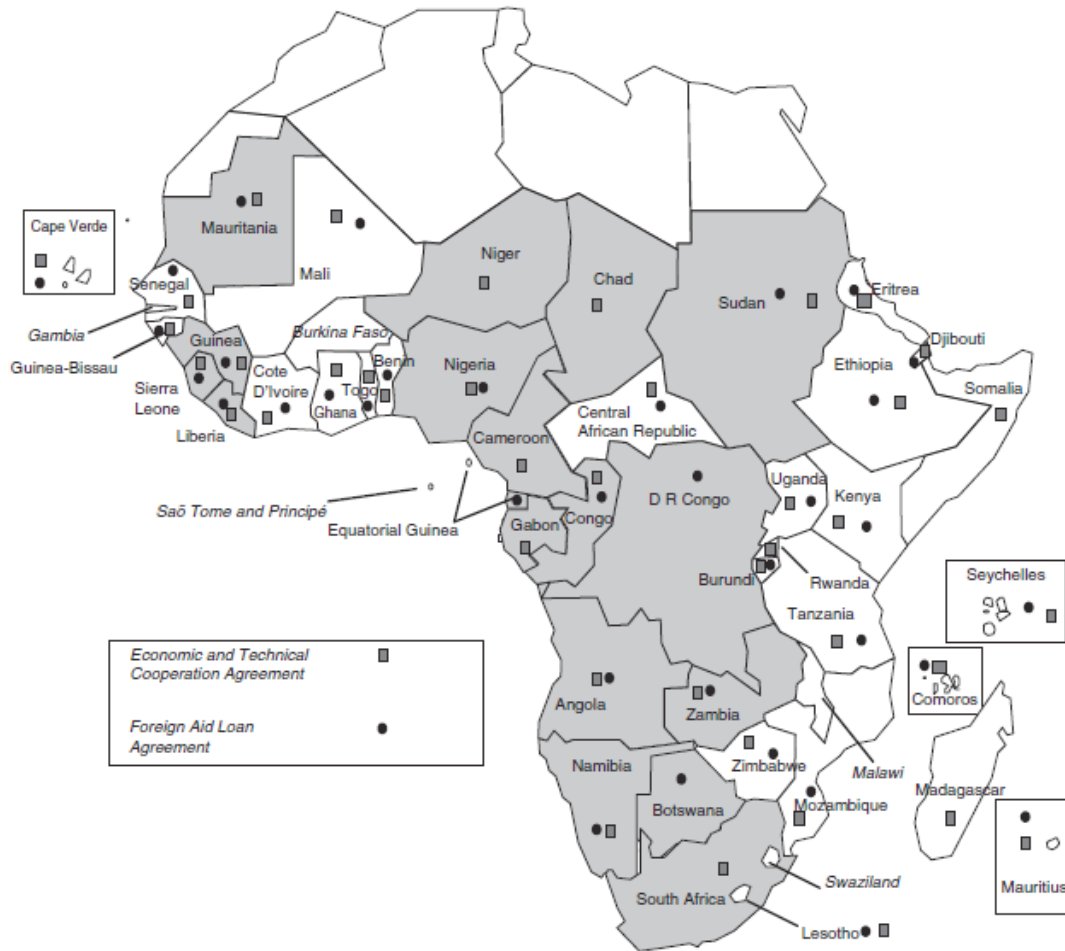 Cape Verde
Mauritania
Mali
Niger
Chad
Sudan
Eritrea
Senegal
Gambia
Guinea-Bissau
Guinea
Burkina Faso
Benin
Nigeria
Djibouti
Ethiopia
Somalia
Sierra
Leone
Cote
D'Ivoire
Ghana
Togo
Liberia
Cameroon
Central
African Republic
Uganda
Kenya
Saõ Tome and Principé
Equatorial Guinea
Gabon
Congo
D R Congo
Burundi
Rwanda
Tanzania
Seychelles
Comoros
Economic and Technical
Cooperation Agreement
Foreign Aid Loan
Agreement
Angola
Zambia
Malawi
Namibia
Zimbabwe
Botswana
Mozambique
Madagascar
Mauritius
South Africa
Swaziland
Lesotho